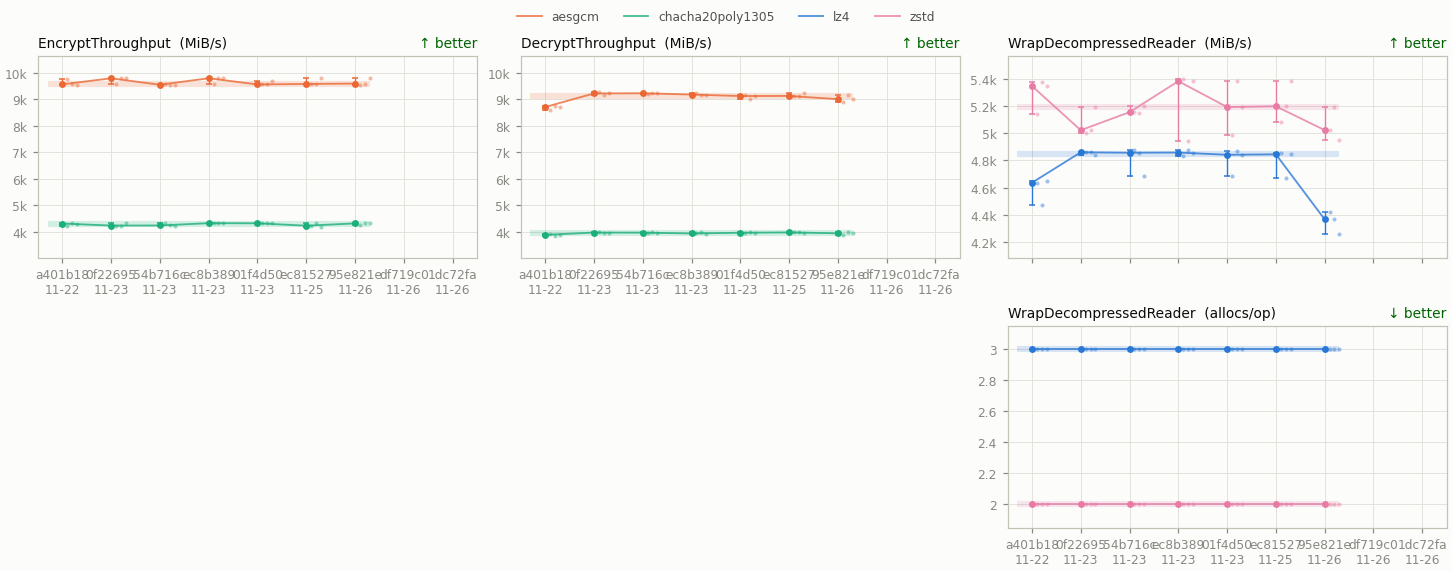 aesgcm chacha20poly1305 lz4 zstd
EncryptThroughput (MiB/s) ↑ better
10k
9k
8k
7k
6k
5k
4k
a401b18 0f22695 54b716c ec8b389 01f4d50 ec81527 95e821e df719c0 1dc72fa
11-22 11-23 11-23 11-23 11-23 11-25 11-26 11-26 11-26
DecryptThroughput (MiB/s) ↑ better
10k
9k
8k
7k
6k
5k
4k
a401b18 0f22695 54b716c ec8b389 01f4d50 ec81527 95e821e df719c0 1dc72fa
11-22 11-23 11-23 11-23 11-23 11-25 11-26 11-26 11-26
WrapDecompressedReader (MiB/s) ↑ better
5.4k
5.2k
5k
4.8k
4.6k
4.4k
4.2k
WrapDecompressedReader (allocs/op) ↓ better
3
2.8
2.6
2.4
2.2
2
a401b18 0f22695 54b716c ec8b389 01f4d50 ec81527 95e821e df719c0 1dc72fa
11-22 11-23 11-23 11-23 11-23 11-25 11-26 11-26 11-26